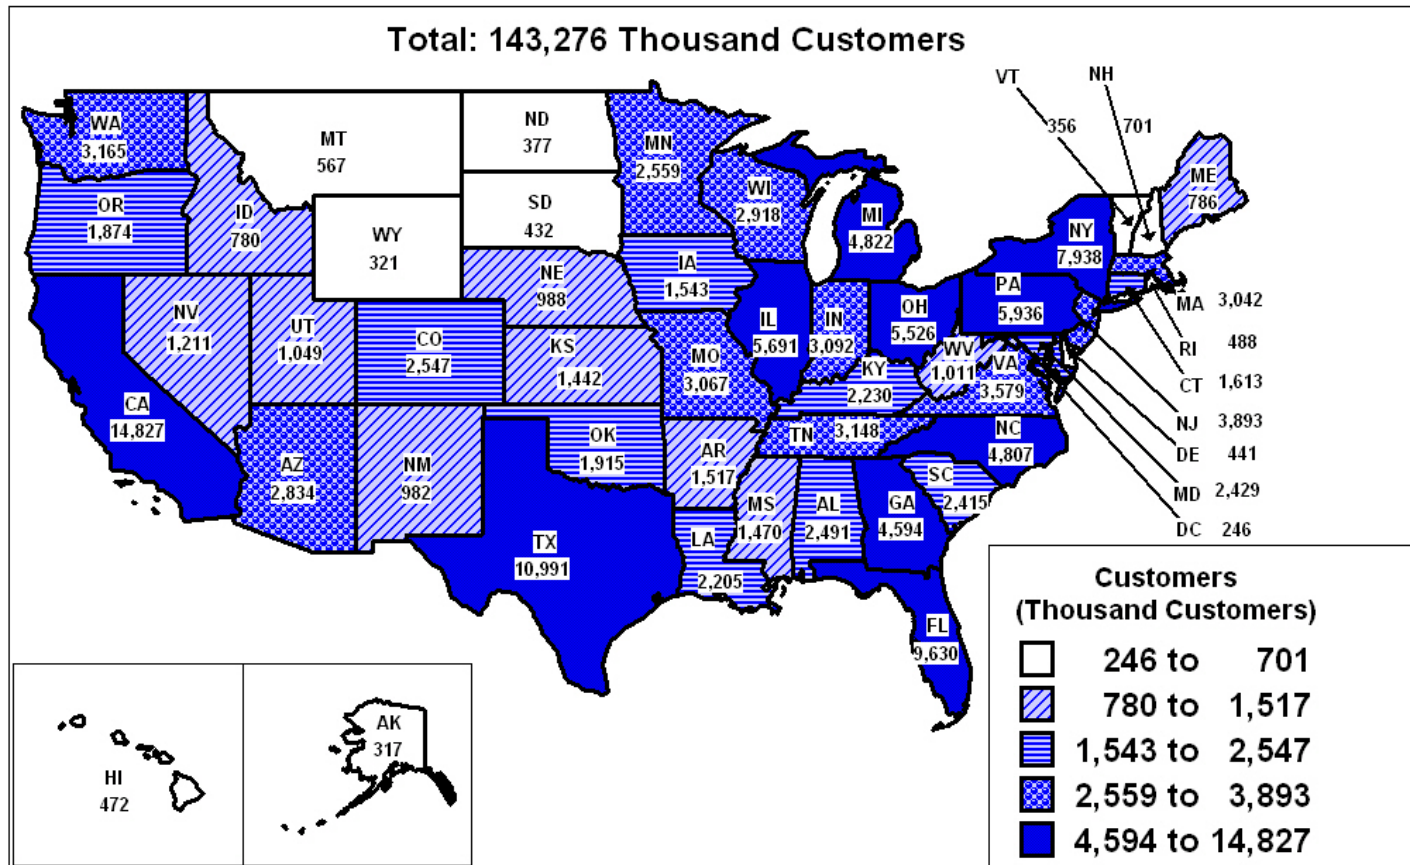 Total: 143,276 Thousand Customers
VT
NH
356
701
WA
3,165
MT
567
ND
377
MN
2,559
ME
786
OR
1,874
ID
780
WY
321
SD
432
WI
2,918
MI
4,822
NY
7,938
NE
988
IA
1,543
NV
1,211
UT
1,049
CO
2,547
KS
1,442
MO
3,067
IL
5,691
IN
3,092
OH
5,526
PA
5,936
WV
1,011
VA
3,579
KY
2,230
MA 3,042
RI 488
CT 1,613
NJ 3,893
DE 441
MD 2,429
DC 246
CA
14,827
AZ
2,834
NM
982
OK
1,915
AR
1,517
TN 3,148
NC
4,807
SC
2,415
MS
1,470
AL
2,491
GA
4,594
LA
2,205
TX
10,991
FL
9,630
HI
472
AK
317
Customers
(Thousand Customers)
246 to 701
780 to 1,517
1,543 to 2,547
2,559 to 3,893
4,594 to 14,827